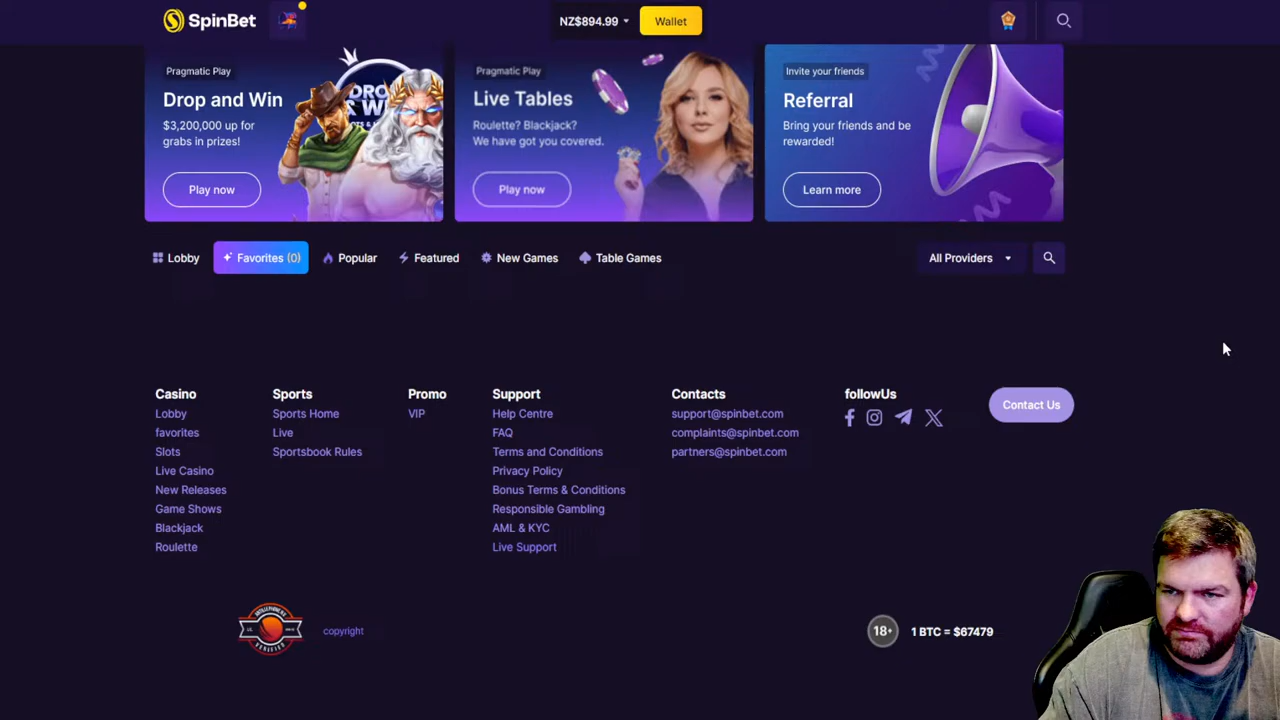 SpinBet
NZ$894.99
Wallet
Pragmatic Play
Drop and Win
$3,200,000 up for
grabs in prizes!
Play now
Pragmatic Play
Live Tables
Roulette? Blackjack?
We have got you covered.
Play now
Invite your friends
Referral
Bring your friends and be
rewarded!
Learn more
Lobby
Favorites (0)
Popular
Featured
New Games
Table Games
All Providers
Casino
Lobby
favorites
Slots
Live Casino
New Releases
Game Shows
Blackjack
Roulette
Sports
Sports Home
Live
Sportsbook Rules
Promo
VIP
Support
Help Centre
FAQ
Terms and Conditions
Privacy Policy
Bonus Terms & Conditions
Responsible Gambling
AML & KYC
Live Support
Contacts
support@spinbet.com
complaints@spinbet.com
partners@spinbet.com
followUs
Contact Us
copyright
18+
1 BTC = $67479